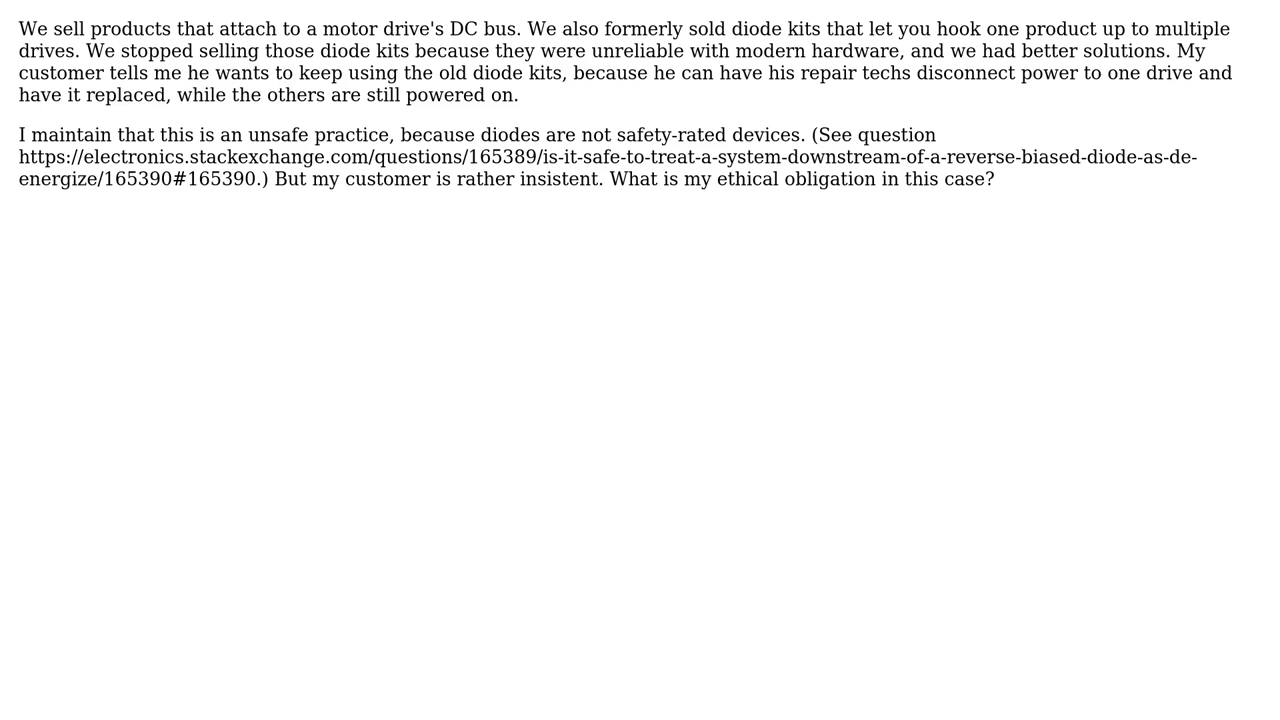 We sell products that attach to a motor drive's DC bus. We also formerly sold diode kits that let you hook one product up to multiple
drives. We stopped selling those diode kits because they were unreliable with modern hardware, and we had better solutions. My
customer tells me he wants to keep using the old diode kits, because he can have his repair techs disconnect power to one drive and
have it replaced, while the others are still powered on.
I maintain that this is an unsafe practice, because diodes are not safety-rated devices. (See question
https://electronics.stackexchange.com/questions/165389/is-it-safe-to-treat-a-system-downstream-of-a-reverse-biased-diode-as-de-
energize/165390#165390.) But my customer is rather insistent. What is my ethical obligation in this case?